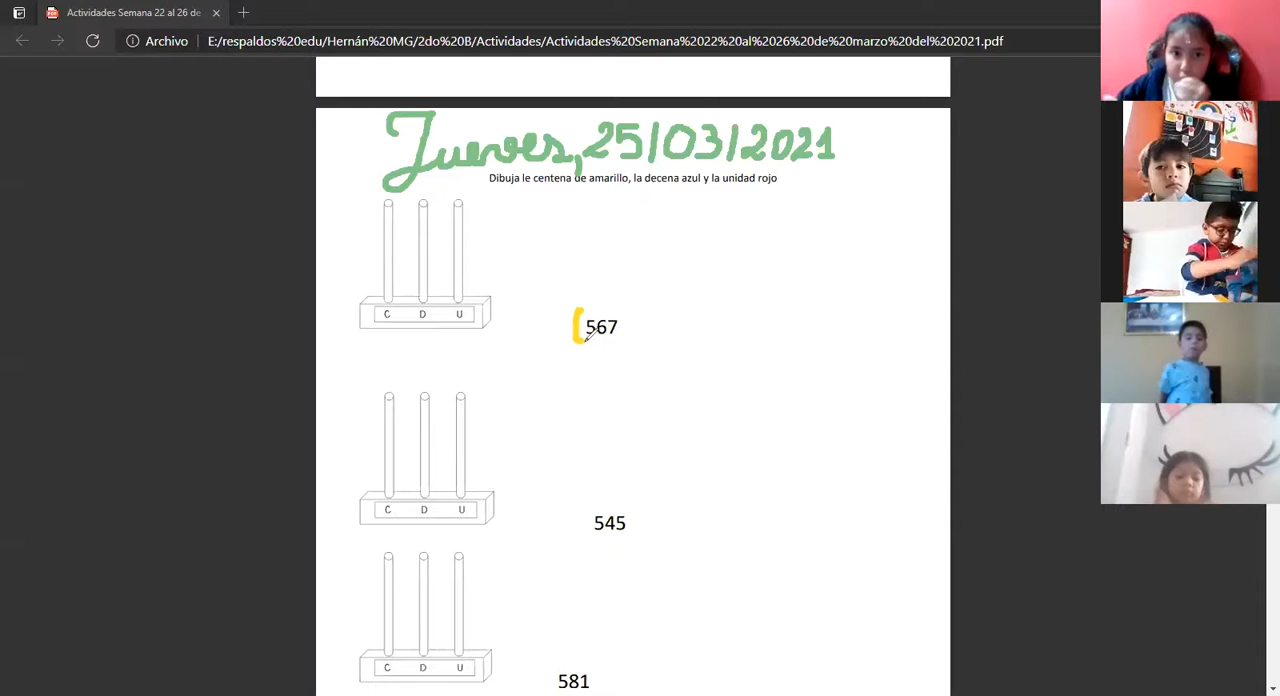 Actividades Semana 22 al 26 de
Archivo E:/respaldos%20edu/Hernán%20MG/2do%20B/Actividades/Actividades%20Semana%2022%20al%2026%20de%20marzo%20del%202021.pdf
Jueves, 25/03/2021
Dibuja le centena de amarillo, la decena azul y la unidad rojo
C D U
567
C D U
545
C D U
581